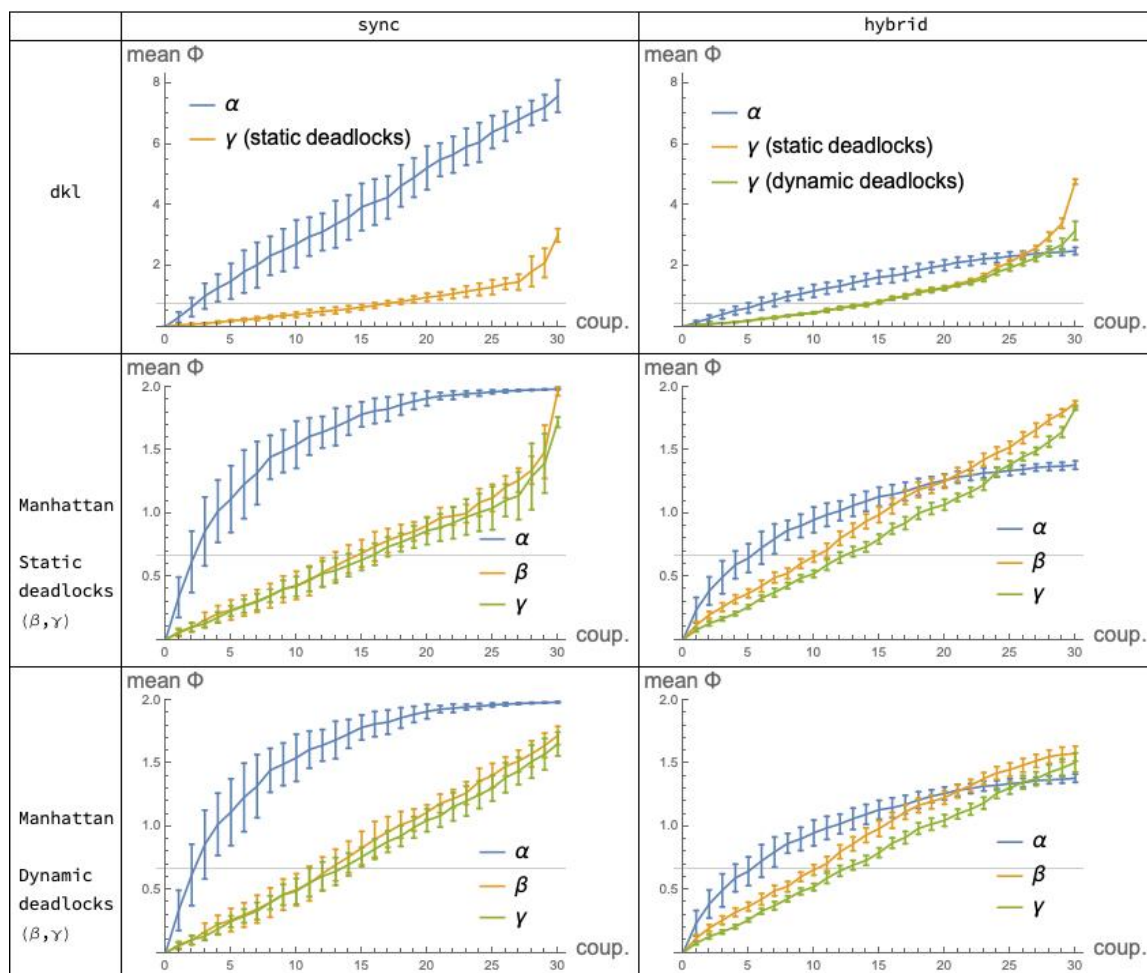 sync hybrid
mean Φ mean Φ
8 8
α α
γ (static deadlocks) γ (static deadlocks)
γ (dynamic deadlocks)
6 6
dkl
4 4
2 2
coup. coup.
0 5 10 15 20 25 30 0 5 10 15 20 25 30
mean Φ mean Φ
2.0 2.0
1.5 1.5
Manhattan
1.0 1.0
α α
Static
deadlocks
β β
(β,γ)
0.5 0.5
γ γ
coup. coup.
0 5 10 15 20 25 30 0 5 10 15 20 25 30
mean Φ mean Φ
2.0 2.0
1.5 1.5
Manhattan
1.0 1.0
α α
Dynamic
β β
deadlocks
0.5 0.5
γ γ
(β,γ)
coup. coup.
0 5 10 15 20 25 30 0 5 10 15 20 25 30